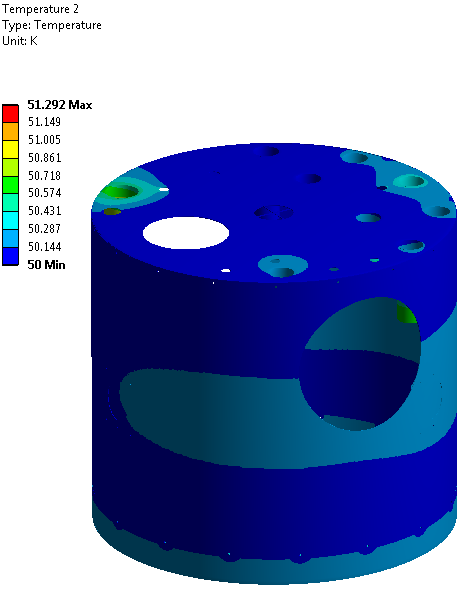 Temperature 2
Type: Temperature
Unit: K
51.292 Max
51.149
51.005
50.861
50.718
50.574
50.431
50.287
50.144
50 Min